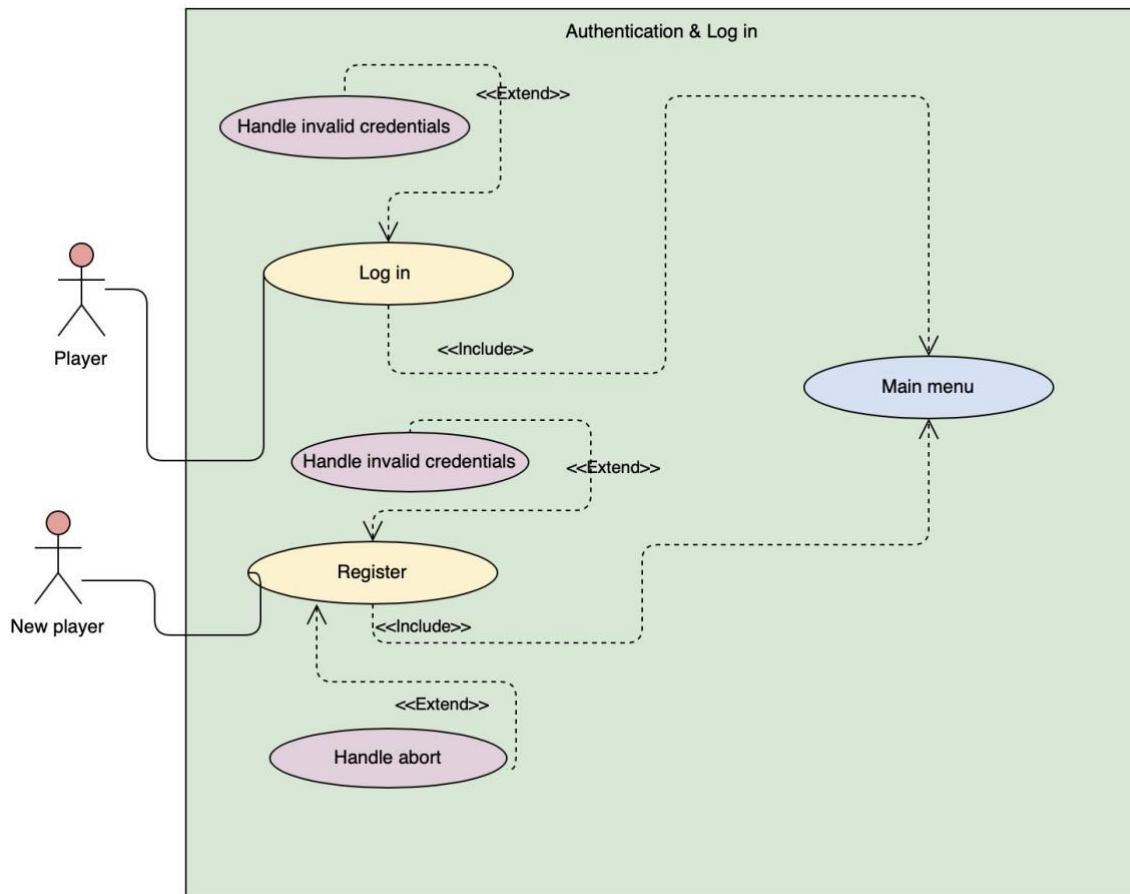 Authentication & Log in
<<Extend>>
Handle invalid credentials
Log in
Player
<<Include>>
Main menu
Handle invalid credentials
<<Extend>>
Register
New player
<<Include>>
<<Extend>>
Handle abort